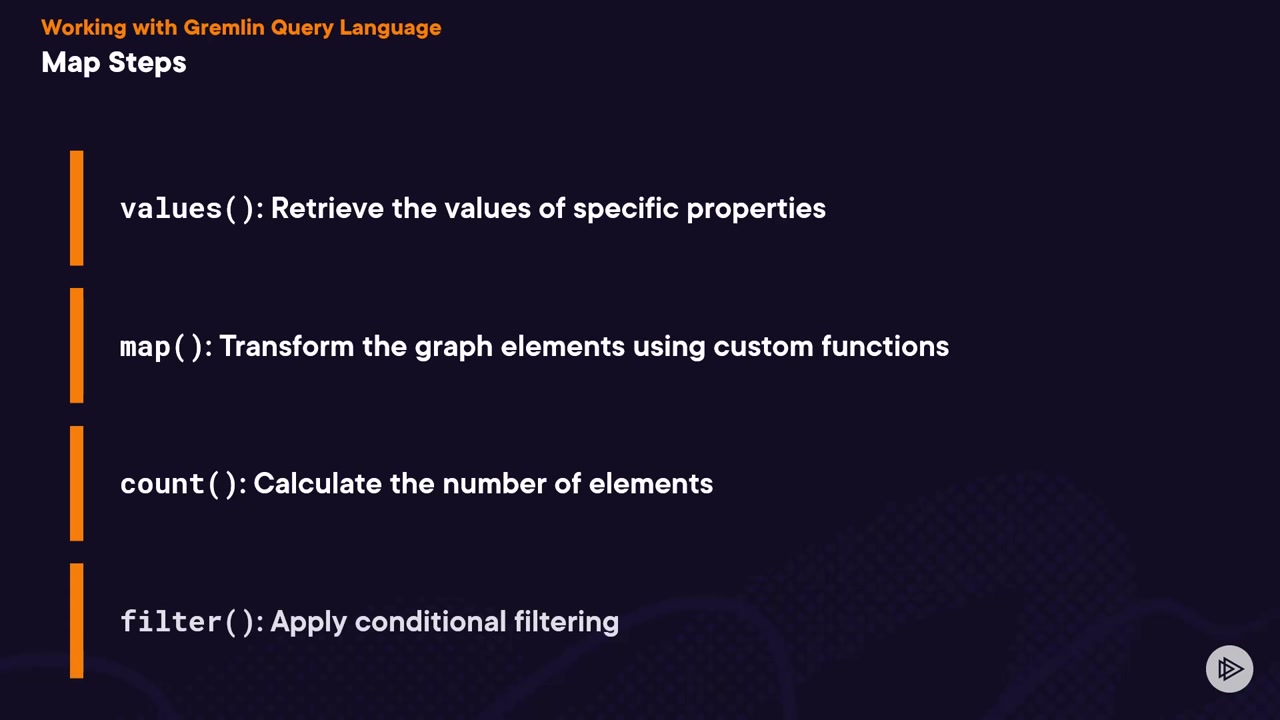 Working with Gremlin Query Language
Map Steps
values(): Retrieve the values of specific properties
map(): Transform the graph elements using custom functions
count(): Calculate the number of elements
filter(): Apply conditional filtering